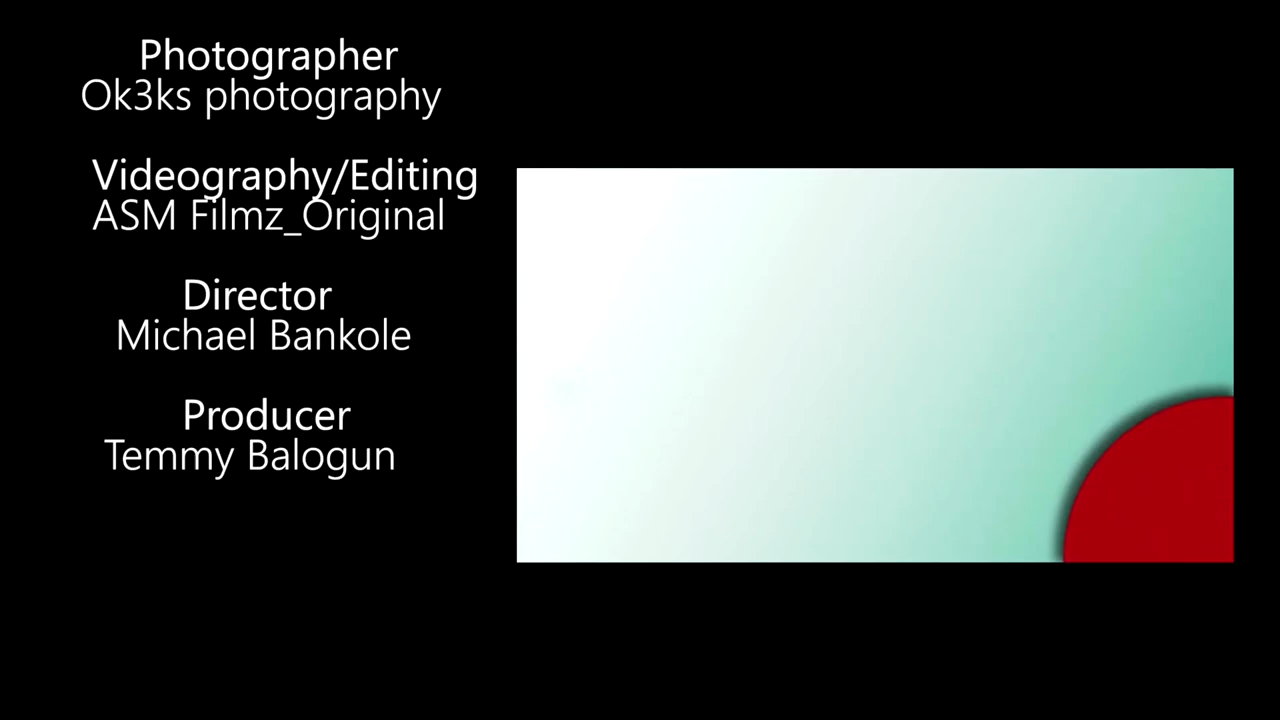 Photographer
Ok3ks photography
Videography/Editing
ASM Filmz_Original
Director
Michael Bankole
Producer
Temmy Balogun